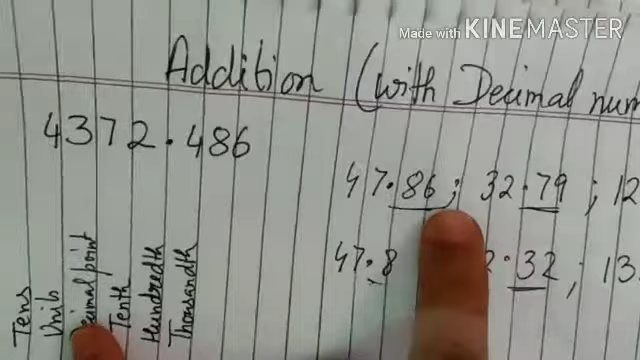 Made with KINEMASTER
Addition (with Decimal num
4372.486
47.86; 32.79; 12
47.8 2.32; 13.
Tens
Units
Decimal point
Tenth
Hundredth
Thousandth